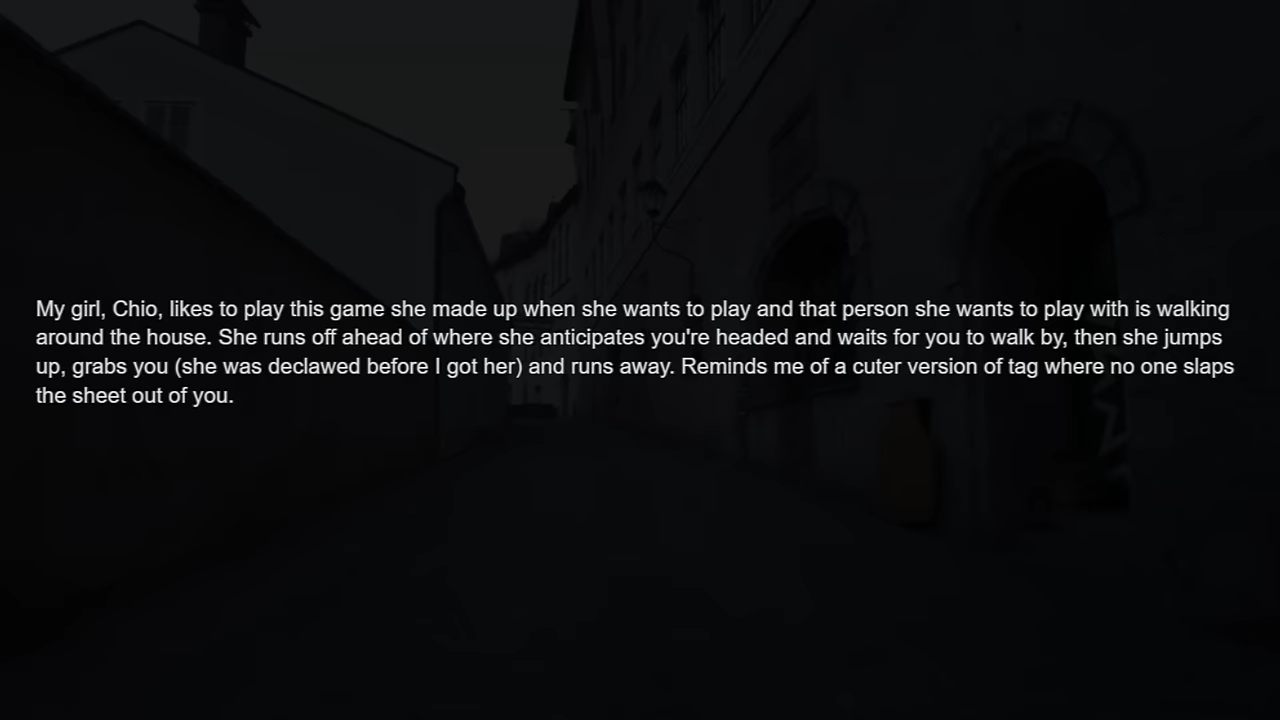 My girl, Chio, likes to play this game she made up when she wants to play and that person she wants to play with is walking
around the house. She runs off ahead of where she anticipates you're headed and waits for you to walk by, then she jumps
up, grabs you (she was declawed before I got her) and runs away. Reminds me of a cuter version of tag where no one slaps
the sheet out of you.